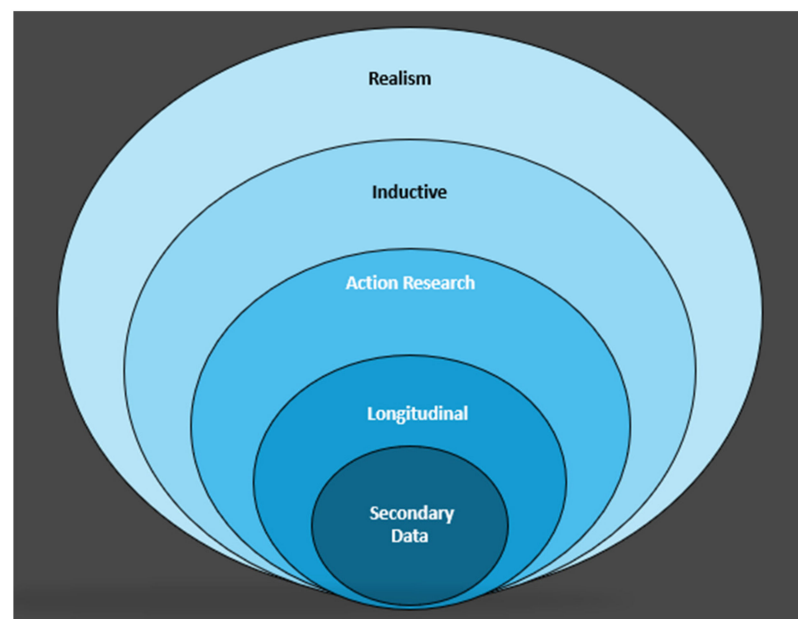 Realism
Inductive
Action Research
Longitudinal
Secondary
Data